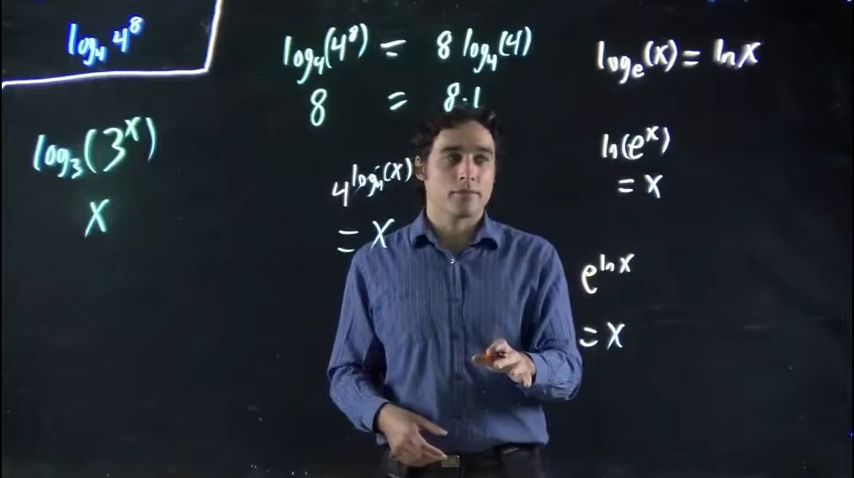 log₄ 4⁸
log₃(3ˣ)
x
log₄(4⁸) = 8 log₄(4)
8 = 8·1
4^log₄(x)
= x
logₑ(x) = ln x
ln(eˣ)
= x
e^ln x
= x